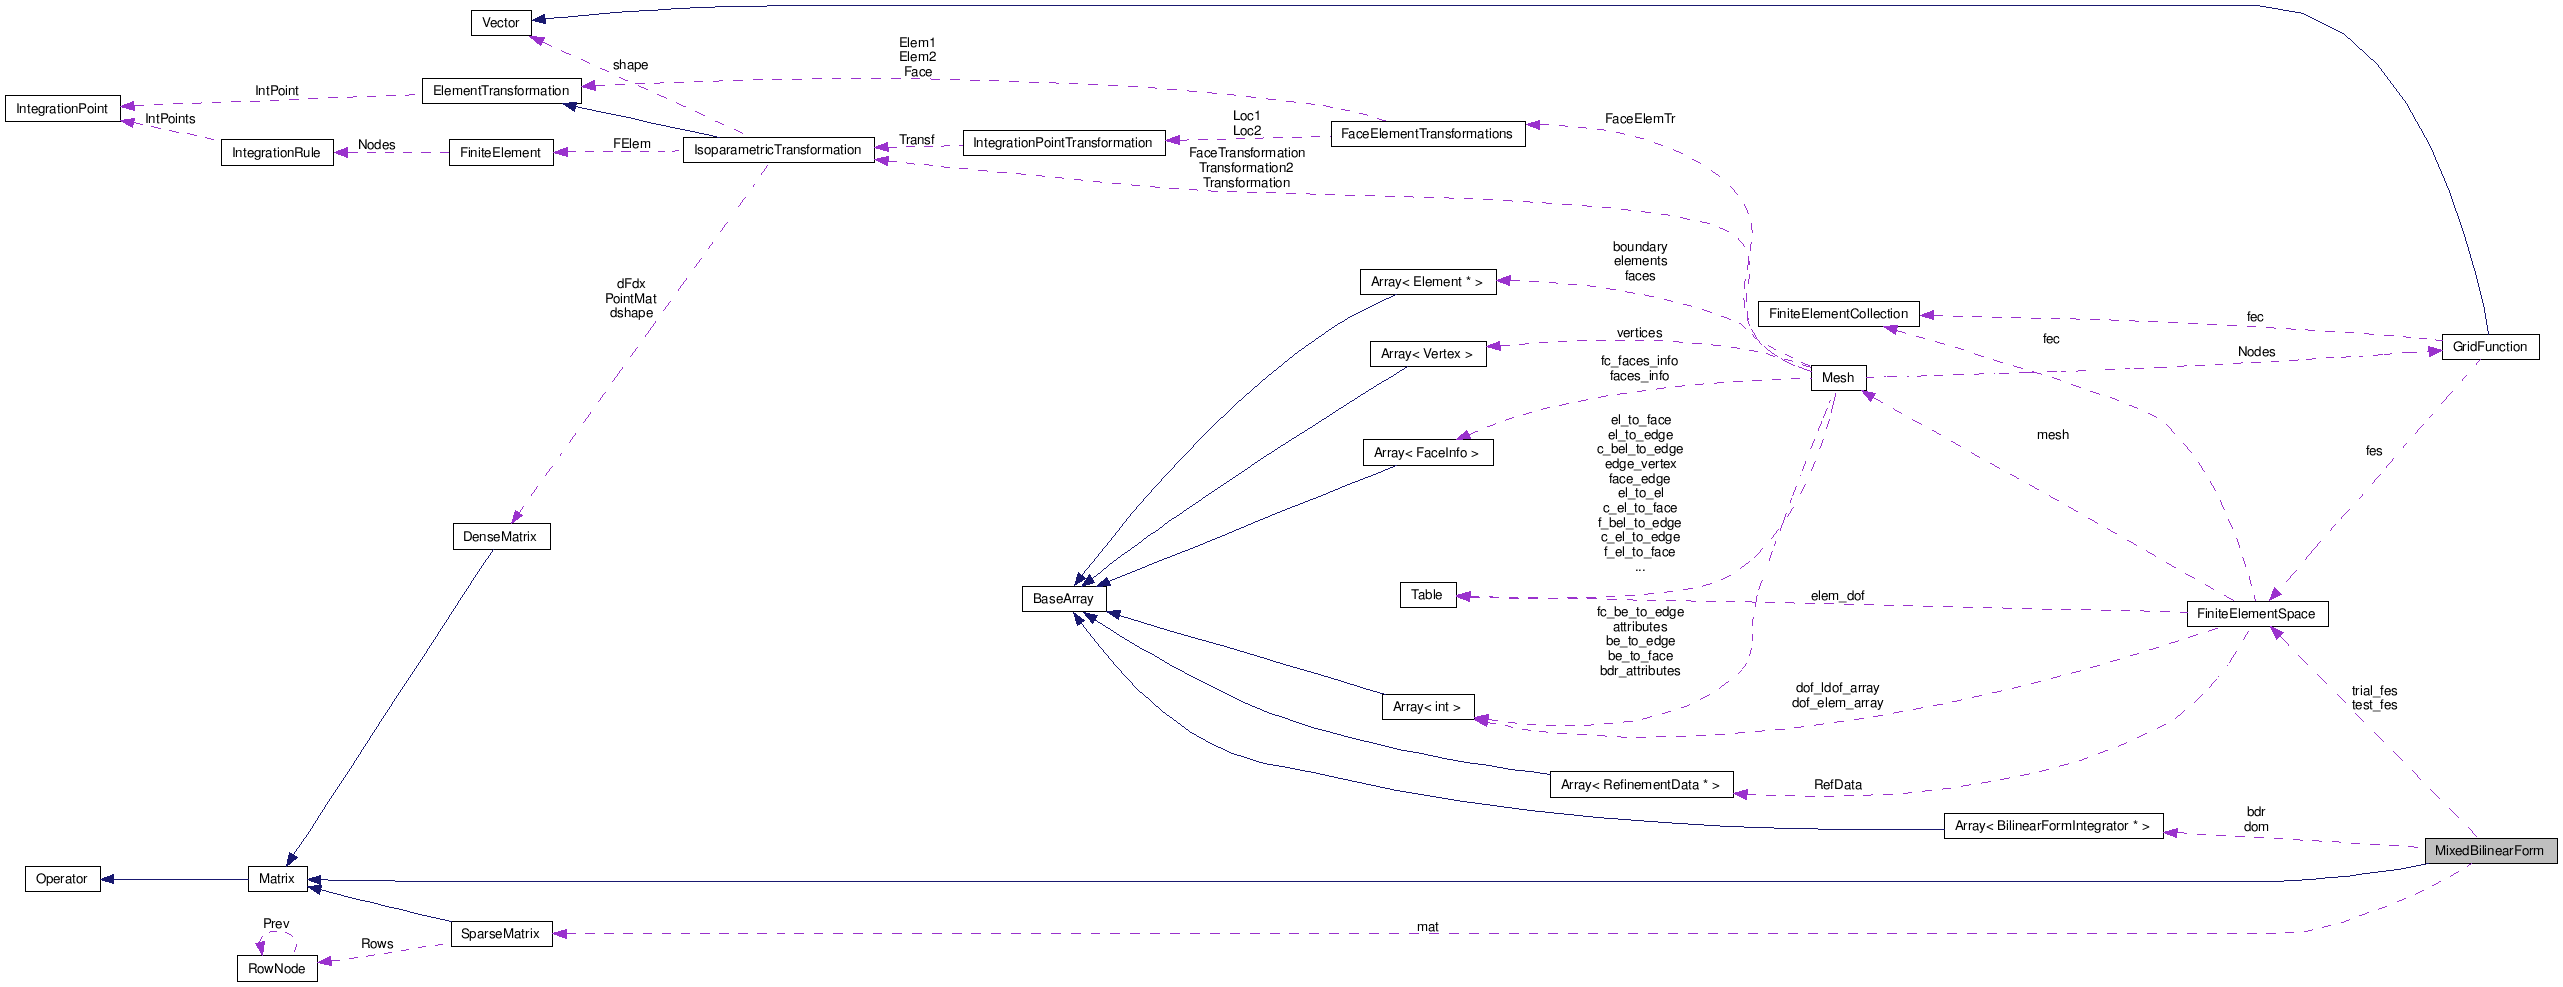 Vector
shape
Elem1
Elem2
Face
ElementTransformation
IntPoint
IntegrationPoint
IntPoints
IntegrationRule
Nodes
FiniteElement
FElem
IsoparametricTransformation
Transf
IntegrationPointTransformation
Loc1
Loc2
FaceElementTransformations
FaceElemTr
FaceTransformation
Transformation2
Transformation
boundary
elements
faces
Array< Element * >
dFdx
PointMat
dshape
FiniteElementCollection
fec
fec
vertices
Array< Vertex >
GridFunction
Nodes
fc_faces_info
faces_info
Mesh
mesh
fes
Array< FaceInfo >
el_to_face
el_to_edge
c_bel_to_edge
edge_vertex
face_edge
el_to_el
c_el_to_face
f_bel_to_edge
c_el_to_edge
f_el_to_face
...
DenseMatrix
BaseArray
Table
elem_dof
FiniteElementSpace
fc_be_to_edge
attributes
be_to_edge
be_to_face
bdr_attributes
Array< int >
dof_ldof_array
dof_elem_array
trial_fes
test_fes
Array< RefinementData * >
RefData
Array< BilinearFormIntegrator * >
bdr
dom
MixedBilinearForm
Operator
Matrix
SparseMatrix
mat
Prev
Rows
RowNode